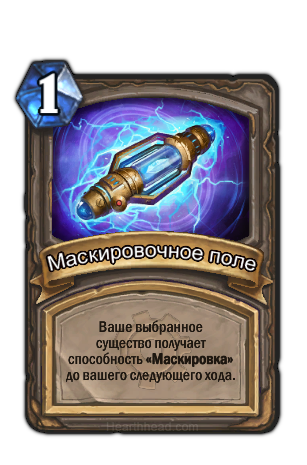 1
Маскировочное поле
Ваше выбранное
существо получает
способность «Маскировка»
до вашего следующего хода.
Hearthhead.com